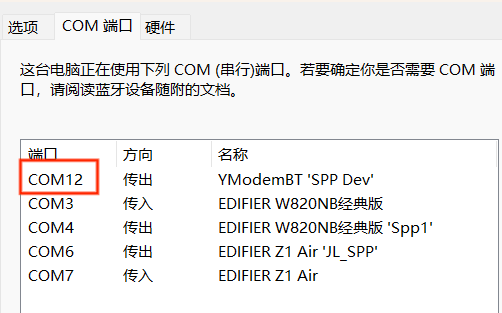 选项 COM 端口 硬件
这台电脑正在使用下列 COM (串行)端口。若要确定你是否需要 COM 端
口，请阅读蓝牙设备随附的文档。
端口 方向 名称
COM12 传出 YModemBT 'SPP Dev'
COM3 传入 EDIFIER W820NB经典版
COM4 传出 EDIFIER W820NB经典版 'Spp1'
COM6 传出 EDIFIER Z1 Air 'JL_SPP'
COM7 传入 EDIFIER Z1 Air